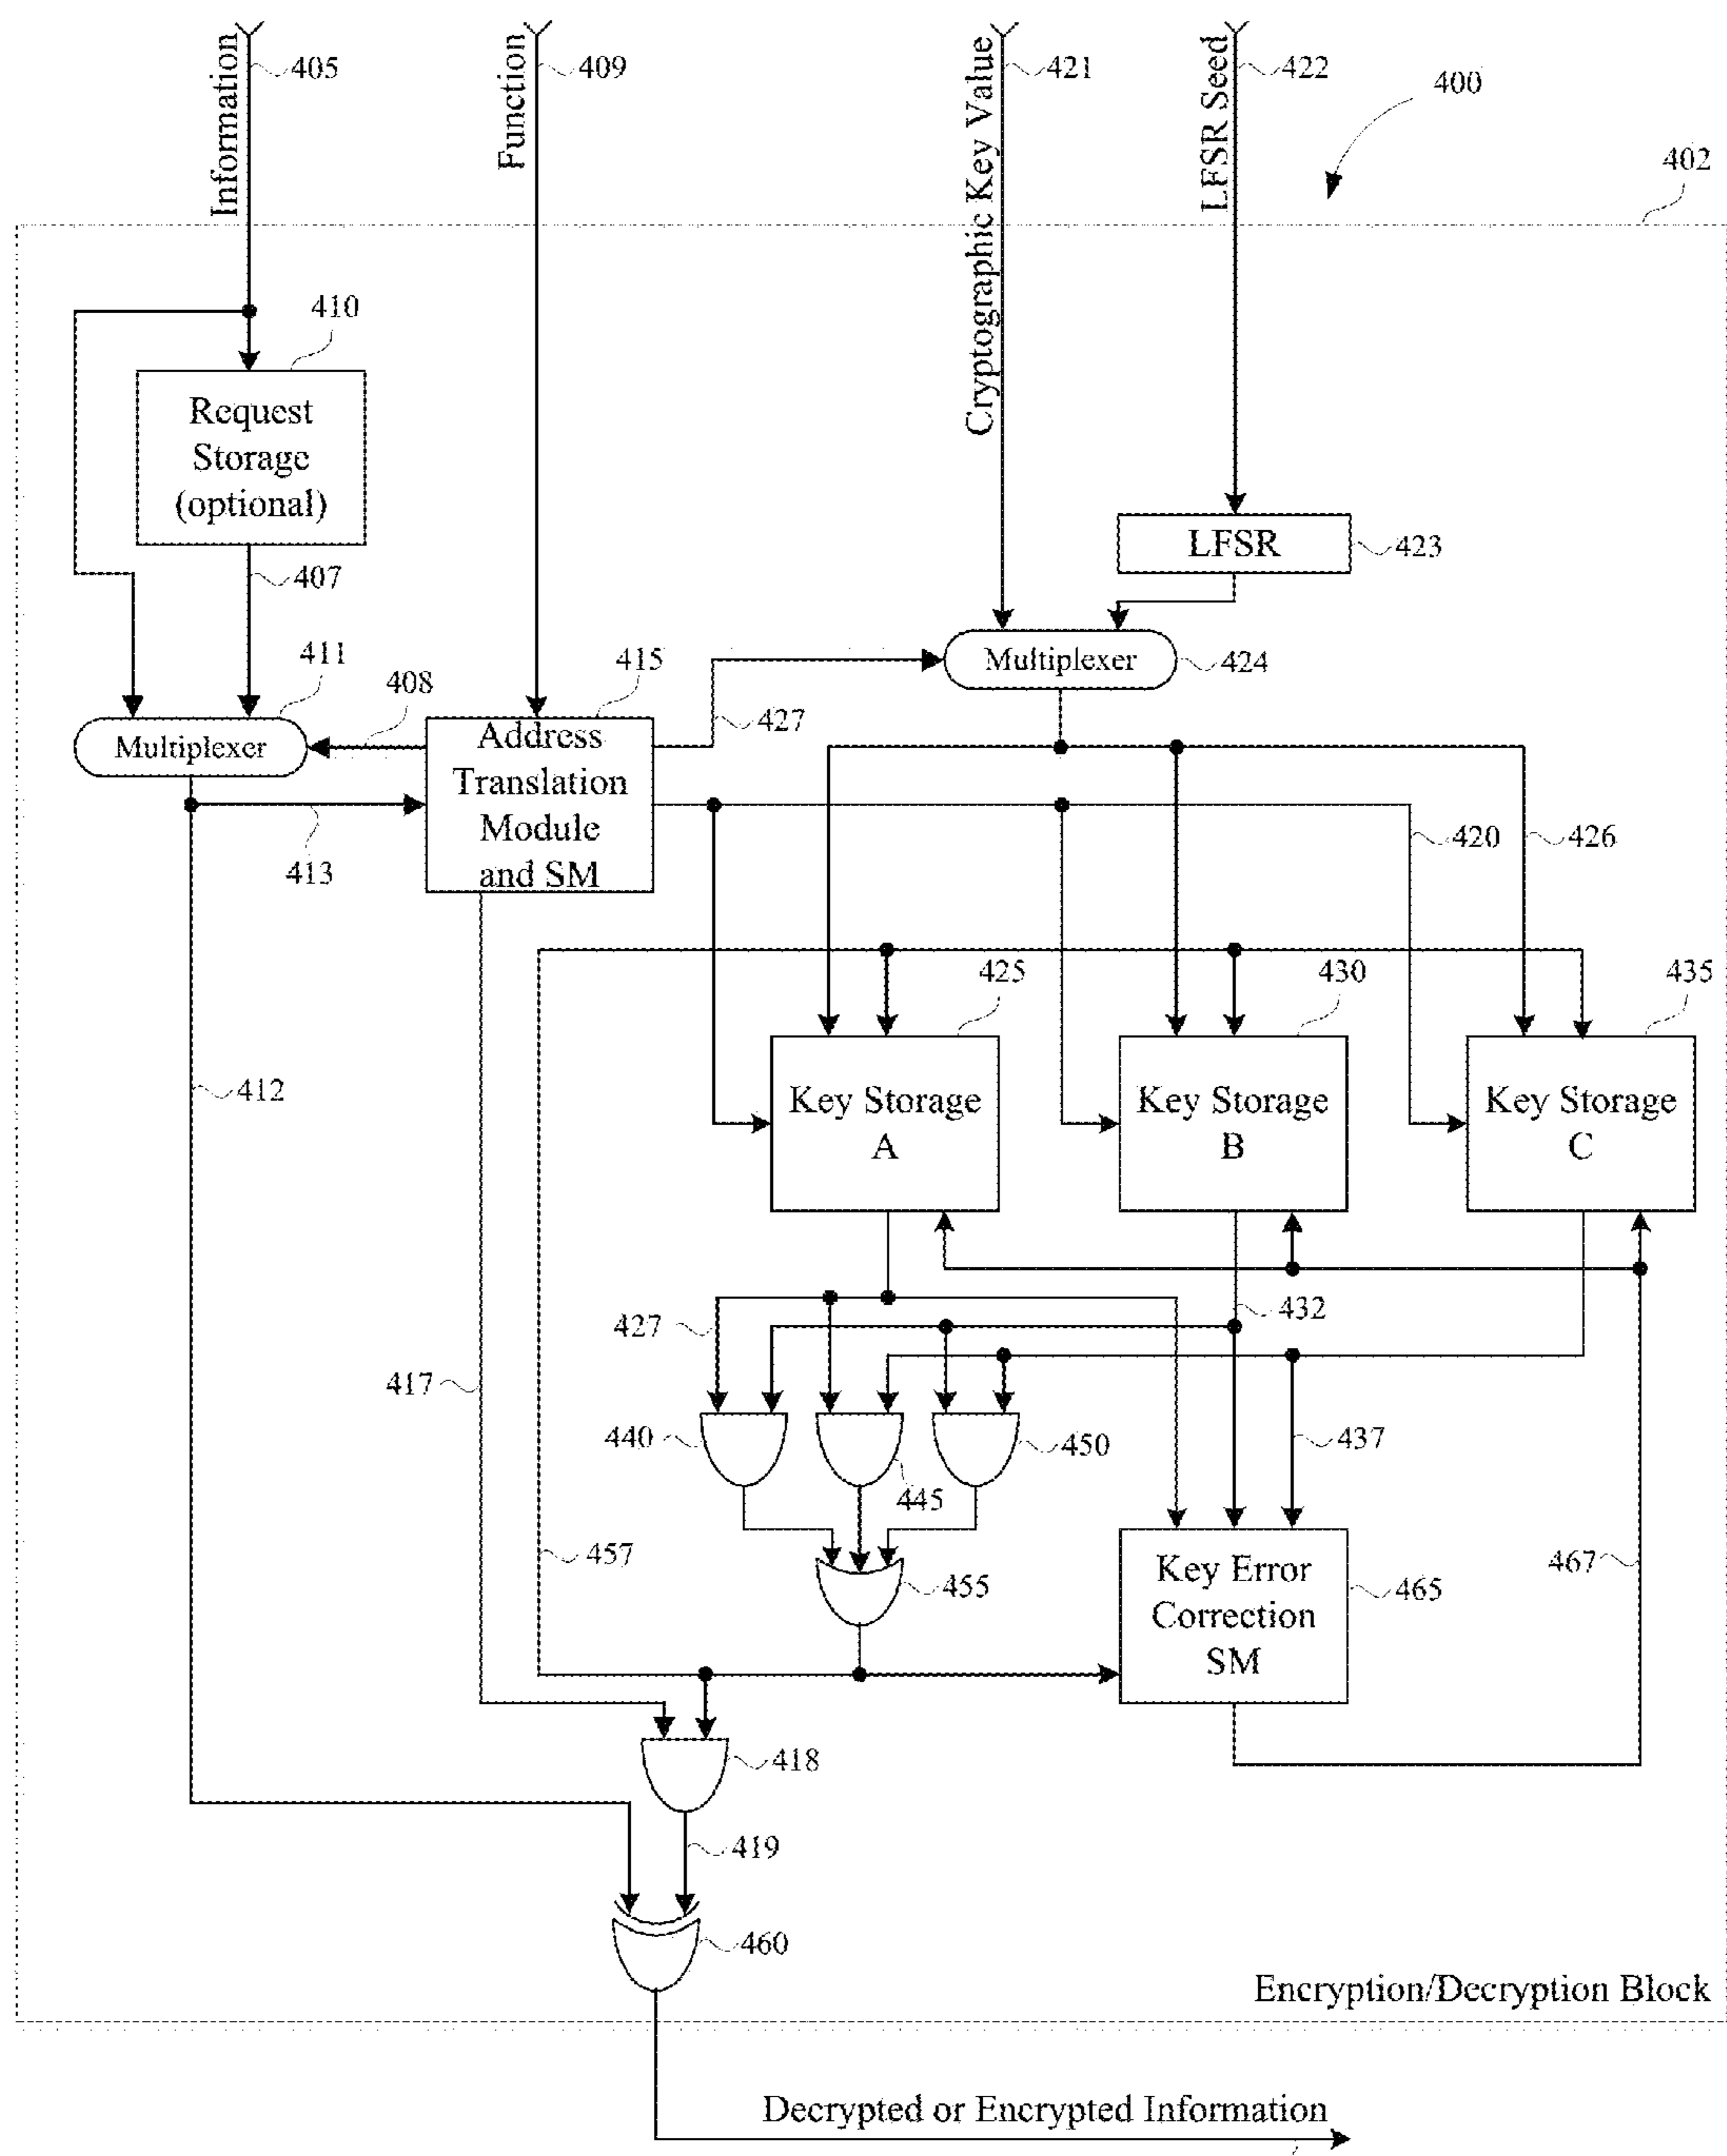 Information
405
Function
409
Cryptographic Key Value
421
LFSR Seed
422
400
402
410
Request
Storage
(optional)
407
LFSR
423
411
Multiplexer
408
415
Address
Translation
Module
and SM
413
427
Multiplexer
424
420
426
412
425
Key Storage
A
430
Key Storage
B
435
Key Storage
C
427
432
417
440
445
450
437
457
455
Key Error
Correction
SM
465
467
418
419
460
Encryption/Decryption Block
Decrypted or Encrypted Information